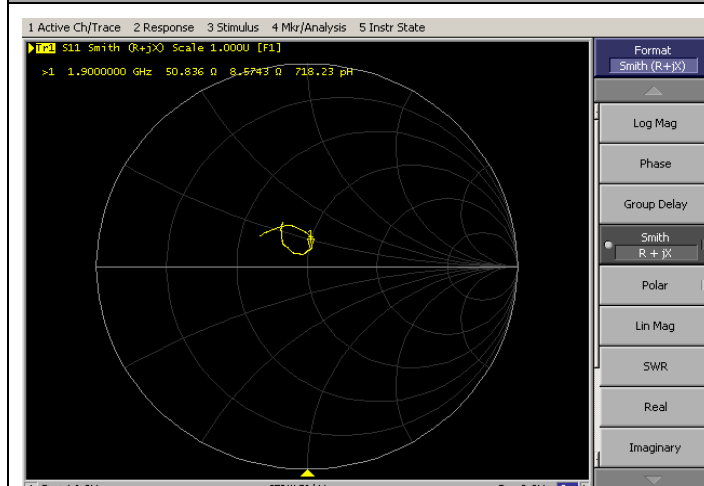 1 Active Ch/Trace 2 Response 3 Stimulus 4 Mkr/Analysis 5 Instr State
Tr1 S11 Smith (R+jX) Scale 1.000U [F1]
>1 1.9000000 GHz 50.836 Ω 8.5743 Ω 718.23 pH
1
Format
Smith (R+jX)
Log Mag
Phase
Group Delay
Smith
R + jX
Polar
Lin Mag
SWR
Real
Imaginary